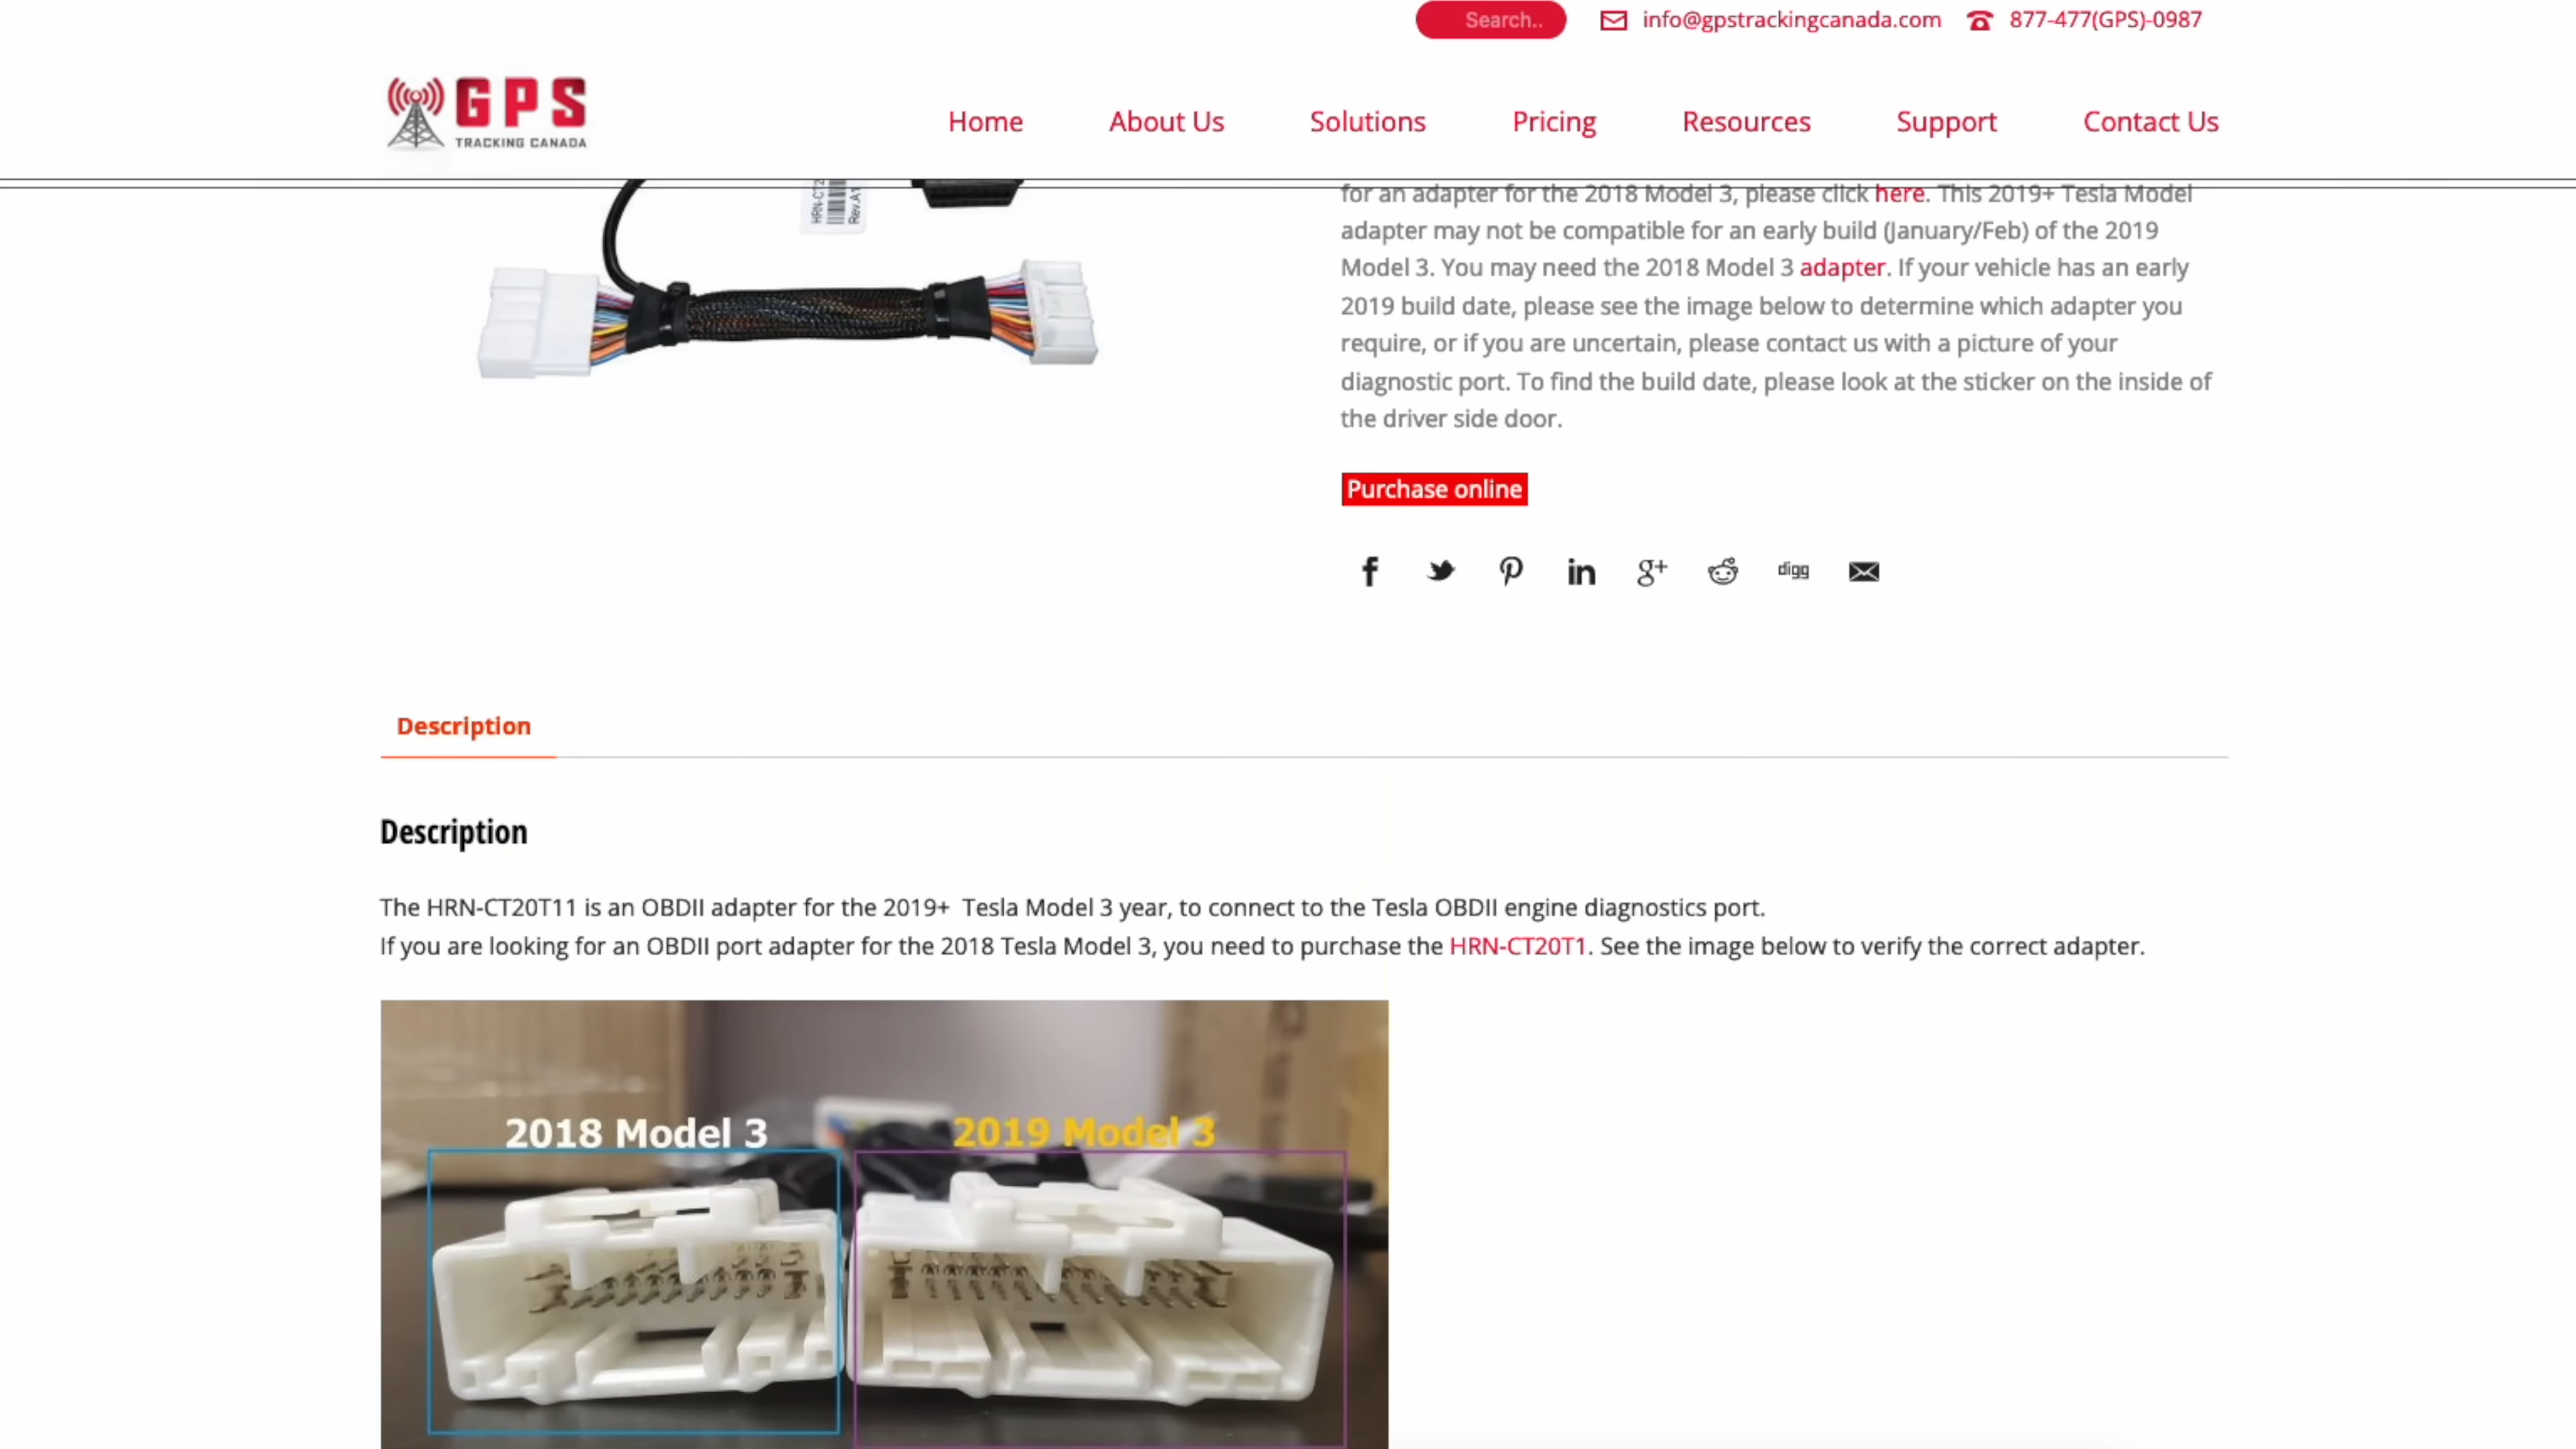 Search..
info@gpstrackingcanada.com
877-477(GPS)-0987
GPS
TRACKING CANADA
Home
About Us
Solutions
Pricing
Resources
Support
Contact Us
Rev.A1
for an adapter for the 2018 Model 3, please click here. This 2019+ Tesla Model
adapter may not be compatible for an early build (January/Feb) of the 2019
Model 3. You may need the 2018 Model 3 adapter. If your vehicle has an early
2019 build date, please see the image below to determine which adapter you
require, or if you are uncertain, please contact us with a picture of your
diagnostic port. To find the build date, please look at the sticker on the inside of
the driver side door.
Purchase online
digg
Description
Description
The HRN-CT20T11 is an OBDII adapter for the 2019+ Tesla Model 3 year, to connect to the Tesla OBDII engine diagnostics port.
If you are looking for an OBDII port adapter for the 2018 Tesla Model 3, you need to purchase the HRN-CT20T1. See the image below to verify the correct adapter.
2018 Model 3
2019 Model 3